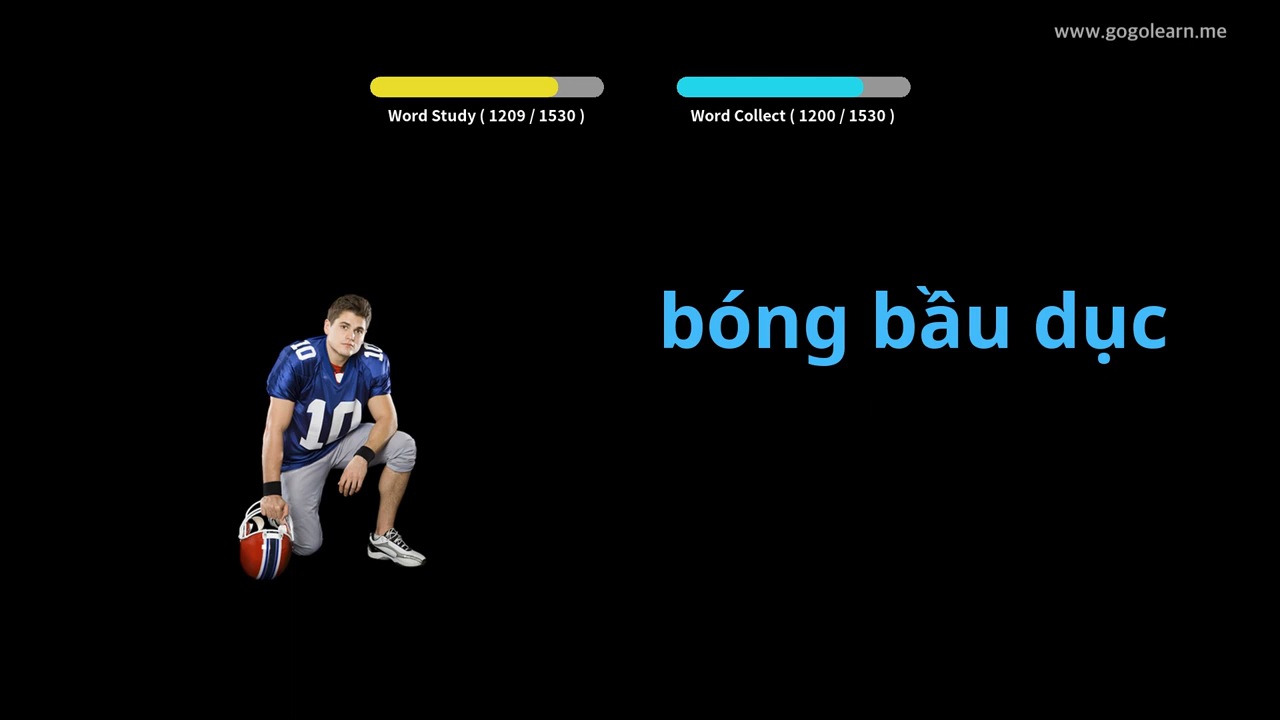 www.gogolearn.me
Word Study ( 1209 / 1530 )
Word Collect ( 1200 / 1530 )
bóng bầu dục
10
10
10